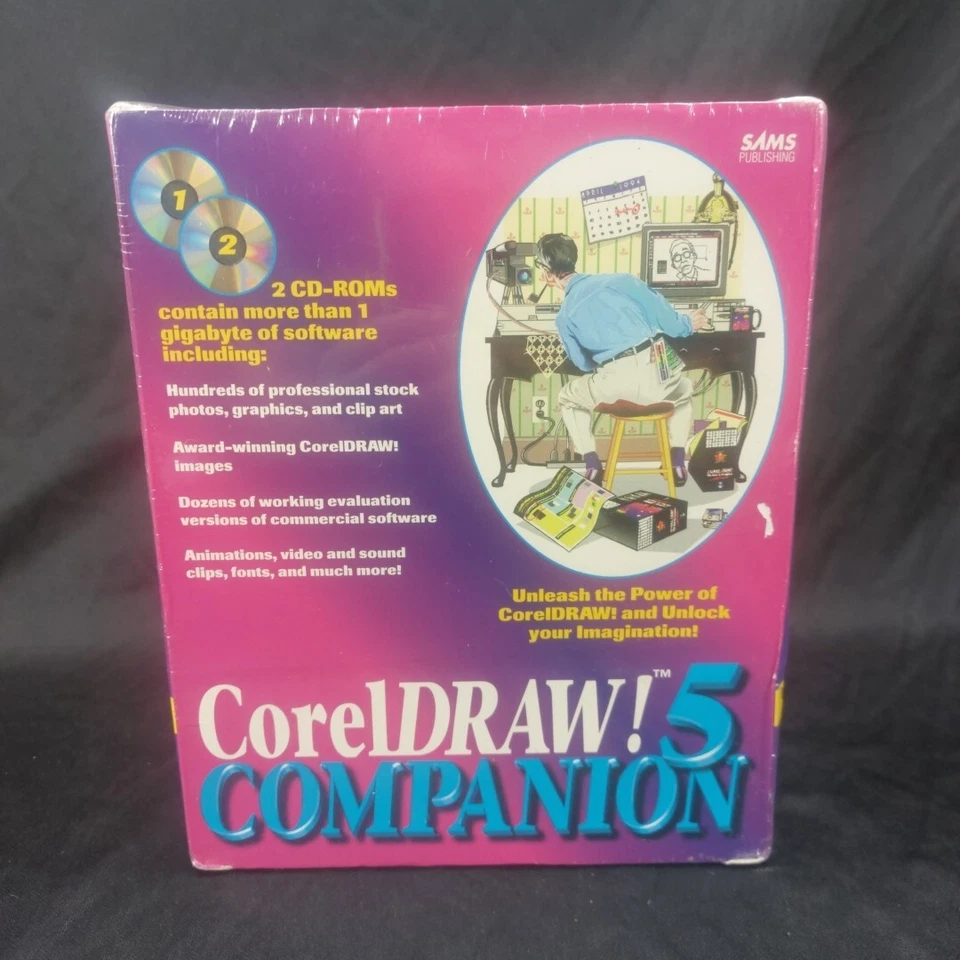 SAMS
PUBLISHING
1
2
APRIL 1994
2 CD-ROMs
contain more than 1
gigabyte of software
including:
Hundreds of professional stock
photos, graphics, and clip art
Award-winning CorelDRAW!
images
Dozens of working evaluation
versions of commercial software
Animations, video and sound
clips, fonts, and much more!
Unleash the Power of
CorelDRAW! and Unlock
your Imagination!
CorelDRAW!™ 5
COMPANION